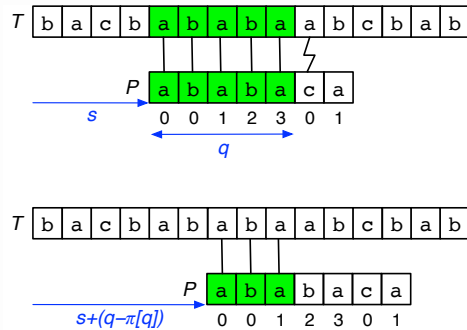 T b a c b a b a b a a b c b a b
P a b a b a c a
s 0 0 1 2 3 0 1
q
T b a c b a b a b a a b c b a b
P a b a b a c a
s+(q–π[q]) 0 0 1 2 3 0 1